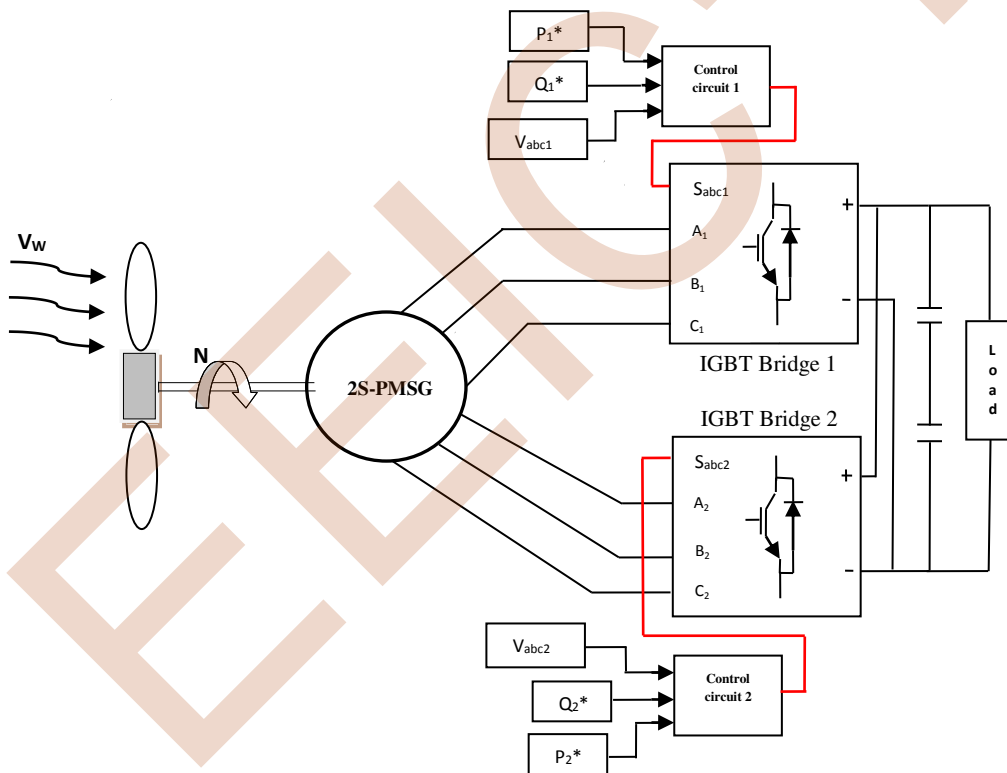 P1*
Q1*
Vabc1
Control
circuit 1
Sabc1
A1
B1
C1
+
−
IGBT Bridge 1
VW
N
2S-PMSG
Load
IGBT Bridge 2
Sabc2
A2
B2
C2
+
−
Vabc2
Q2*
P2*
Control
circuit 2